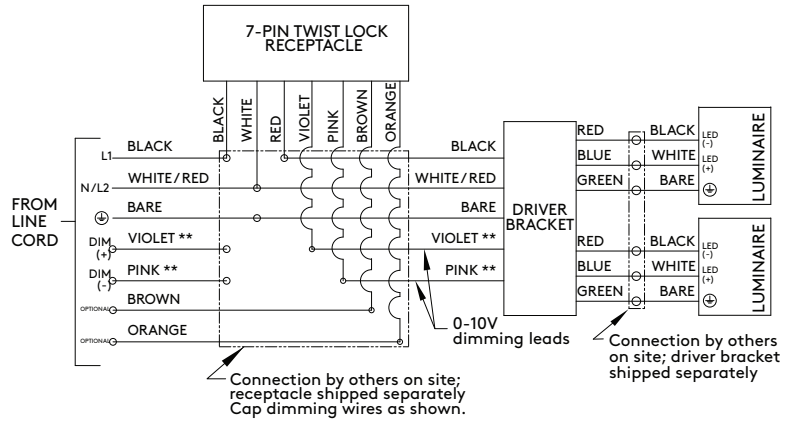 7-PIN TWIST LOCK
RECEPTACLE
BLACK
WHITE
RED
VIOLET
PINK
BROWN
ORANGE
FROM
LINE
CORD
L1
BLACK
N/L2
WHITE/RED
BARE
DIM
(+)
VIOLET **
DIM
(-)
PINK **
OPTIONAL
BROWN
OPTIONAL
ORANGE
BLACK
WHITE/RED
BARE
VIOLET **
PINK **
DRIVER
BRACKET
RED
BLACK
LED
(-)
BLUE
WHITE
LED
(+)
GREEN
BARE
LUMINAIRE
RED
BLACK
LED
(-)
BLUE
WHITE
LED
(+)
GREEN
BARE
LUMINAIRE
0-10V
dimming leads
Connection by others
on site; driver bracket
shipped separately
Connection by others on site;
receptacle shipped separately
Cap dimming wires as shown.